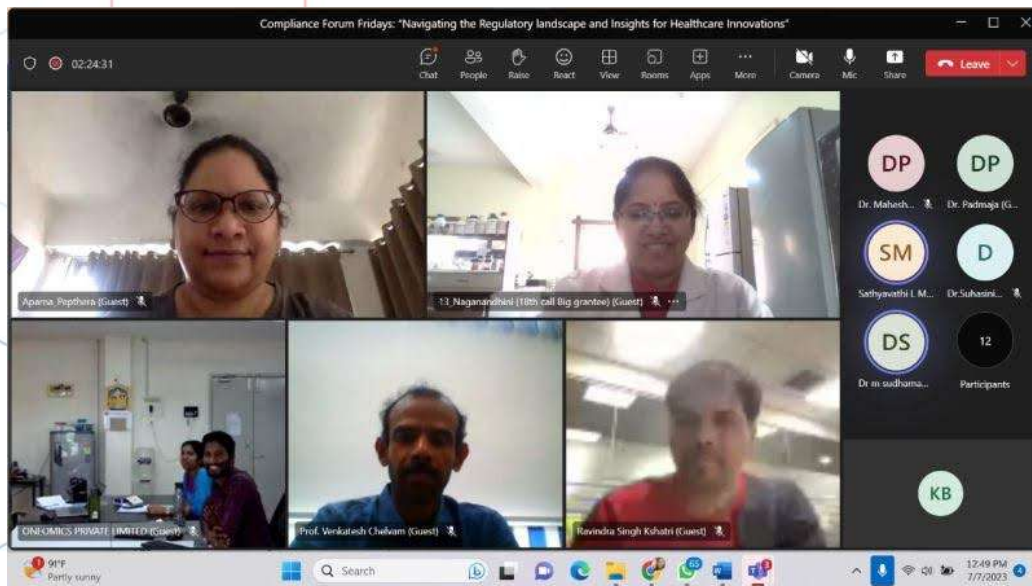 Compliance Forum Fridays: "Navigating the Regulatory landscape and Insights for Healthcare Innovations"
02:24:31
Chat
People
Raise
React
View
Rooms
Apps
More
Camera
Mic
Share
Leave
Aparna_Pepthera (Guest)
13_Naganandhini (18th call Big grantee) (Guest)
DP
DP
Dr. Mahesh...
Dr. Padmaja (G...
SM
D
Sathyavathi L M...
Dr.Suhasini...
DS
12
Dr m sudhama...
Participants
ONEOMICS PRIVATE LIMITED (Guest)
Prof. Venkatesh Chelvam (Guest)
Ravindra Singh Kshatri (Guest)
KB
91°F
Partly sunny
Search
65
12:49 PM
7/7/2023